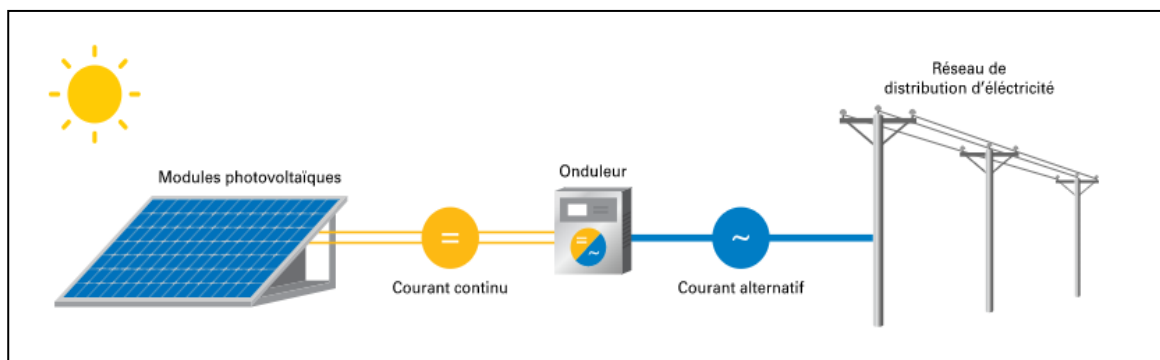 Réseau de
distribution d'éléctricité
Modules photovoltaïques
Onduleur
=
~
=
~
Courant continu
Courant alternatif